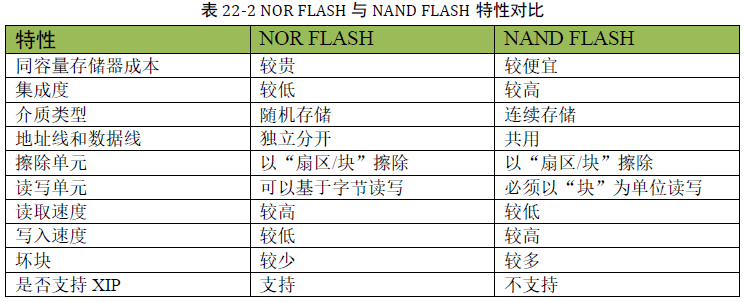 表 22-2 NOR FLASH 与 NAND FLASH 特性对比
特性 NOR FLASH NAND FLASH
同容量存储器成本 较贵 较便宜
集成度 较低 较高
介质类型 随机存储 连续存储
地址线和数据线 独立分开 共用
擦除单元 以“扇区/块”擦除 以“扇区/块”擦除
读写单元 可以基于字节读写 必须以“块”为单位读写
读取速度 较高 较低
写入速度 较低 较高
坏块 较少 较多
是否支持 XIP 支持 不支持